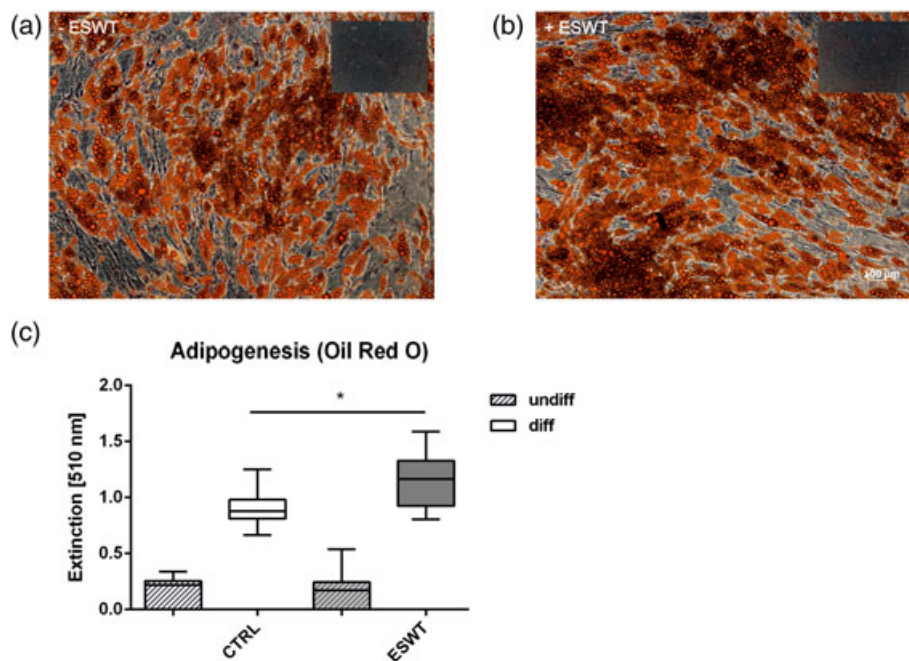 (a)
- ESWT
(b)
+ ESWT
100 µm
(c)
Adipogenesis (Oil Red O)
Extinction [510 nm]
2.0
1.5
1.0
0.5
0.0
*
undiff
diff
CTRL
ESWT